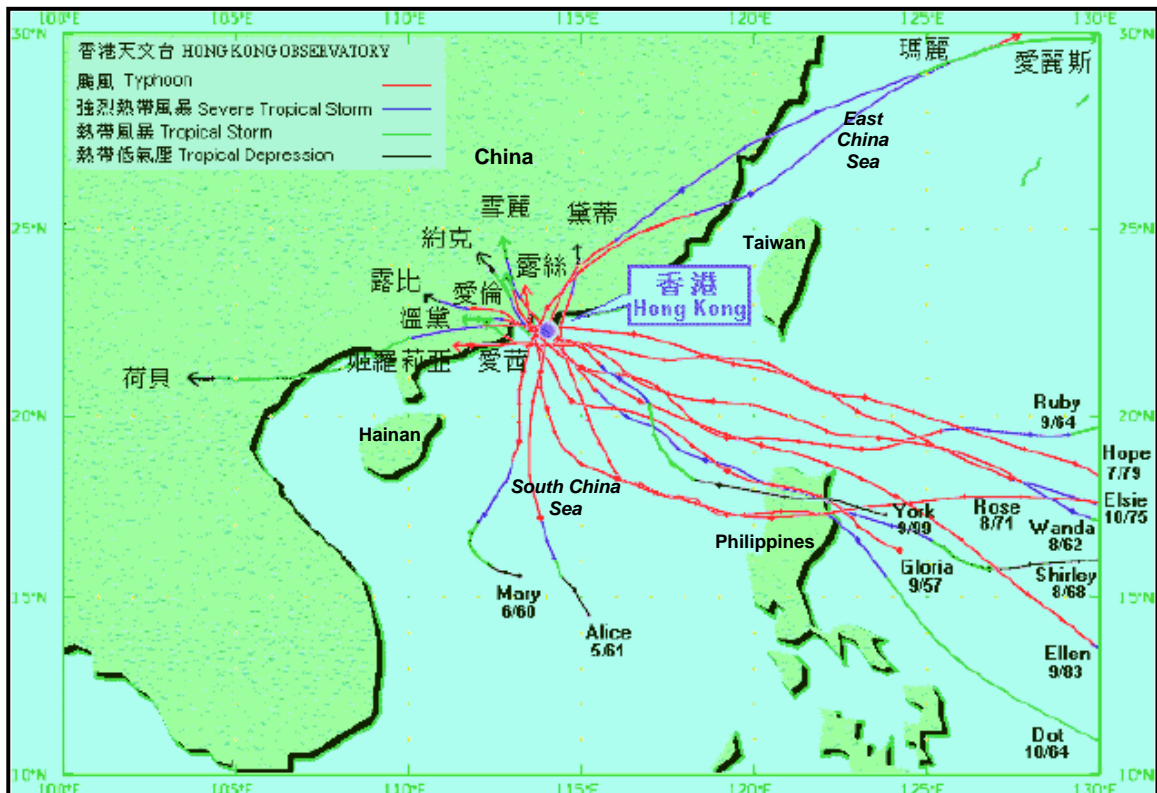 100°E 105°E 110°E 115°E 120°E 125°E 130°E
30°N 30°N
香港天文台 HONG KONG OBSERVATORY
颱風 Typhoon
強烈熱帶風暴 Severe Tropical Storm
熱帶風暴 Tropical Storm
熱帶低氣壓 Tropical Depression
瑪麗
愛麗斯
East
China
Sea
China
雪麗
黛蒂
25°N 25°N
約克
Taiwan
露絲
露比
愛倫
香港
Hong Kong
溫黛
姬羅莉亞
愛茜
荷貝
20°N 20°N
Ruby
9/64
Hainan
Hope
7/79
South China
Sea
York
9/99
Rose
8/71
Elsie
10/75
Wanda
8/62
Philippines
Gloria
9/57
Shirley
8/68
Mary
6/60
15°N 15°N
Alice
5/61
Ellen
9/83
Dot
10/64
10°N 10°N
100°E 105°E 110°E 115°E 120°E 125°E 130°E